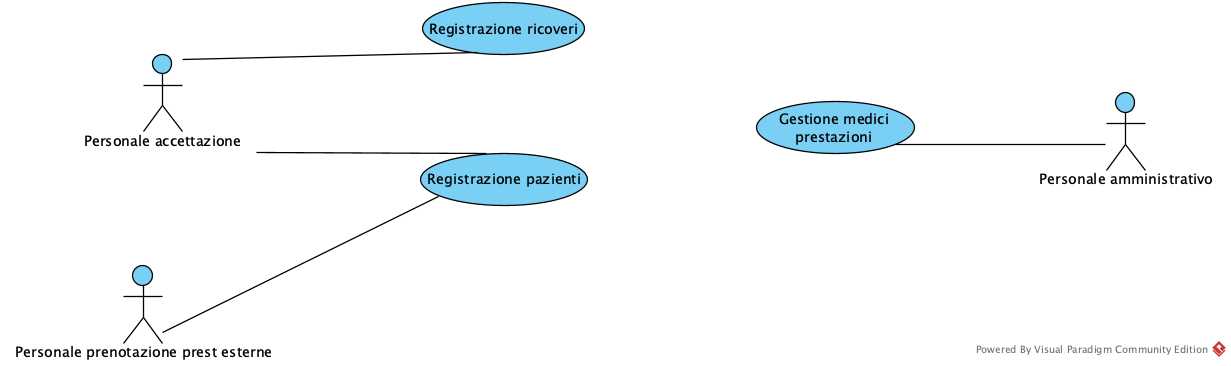 Registrazione ricoveri
Personale accettazione
Gestione medici
prestazioni
Registrazione pazienti
Personale amministrativo
Personale prenotazione prest esterne
Powered By Visual Paradigm Community Edition